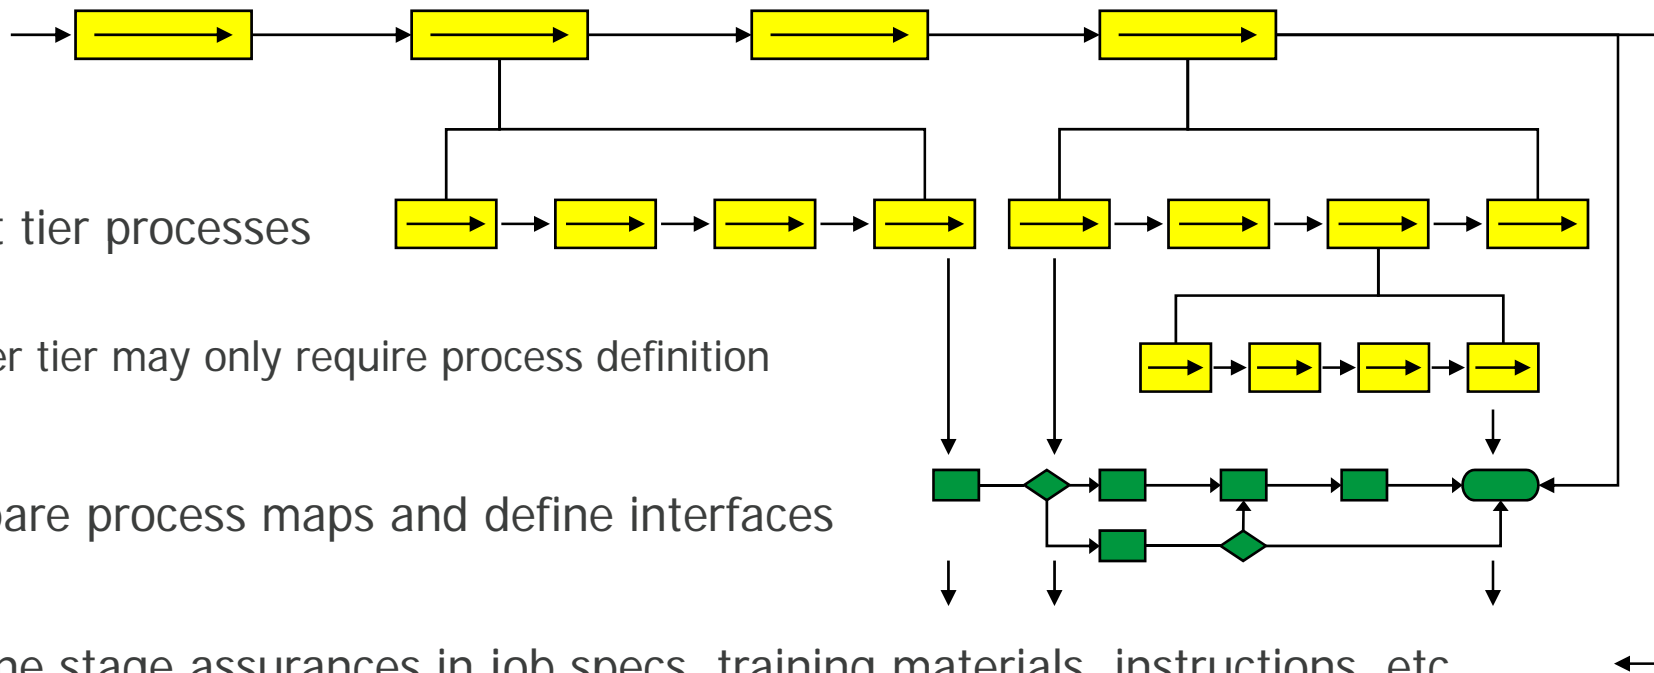 tier processes
tier may only require process definition
process maps and define interfaces
stage assurances in job specs, training materials, instructions, etc